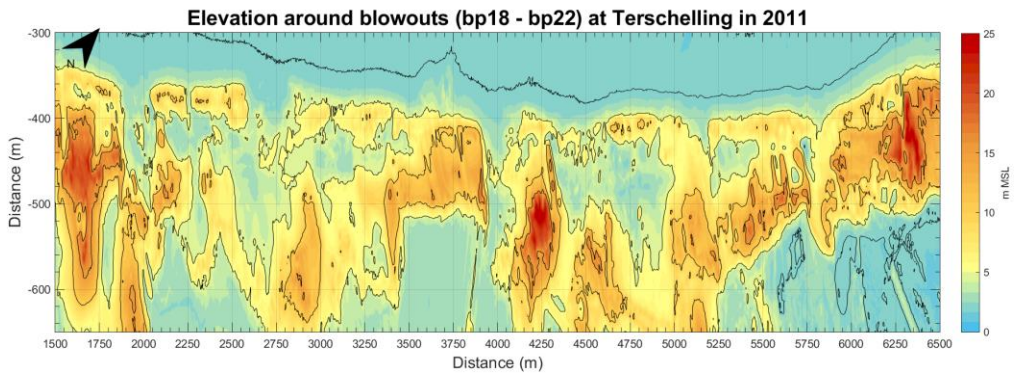 Elevation around blowouts (bp18 - bp22) at Terschelling in 2011
N
Distance (m)
-300
-400
-500
-600
1500 1750 2000 2250 2500 2750 3000 3250 3500 3750 4000 4250 4500 4750 5000 5250 5500 5750 6000 6250 6500
Distance (m)
25
20
15
10
5
0
m MSL